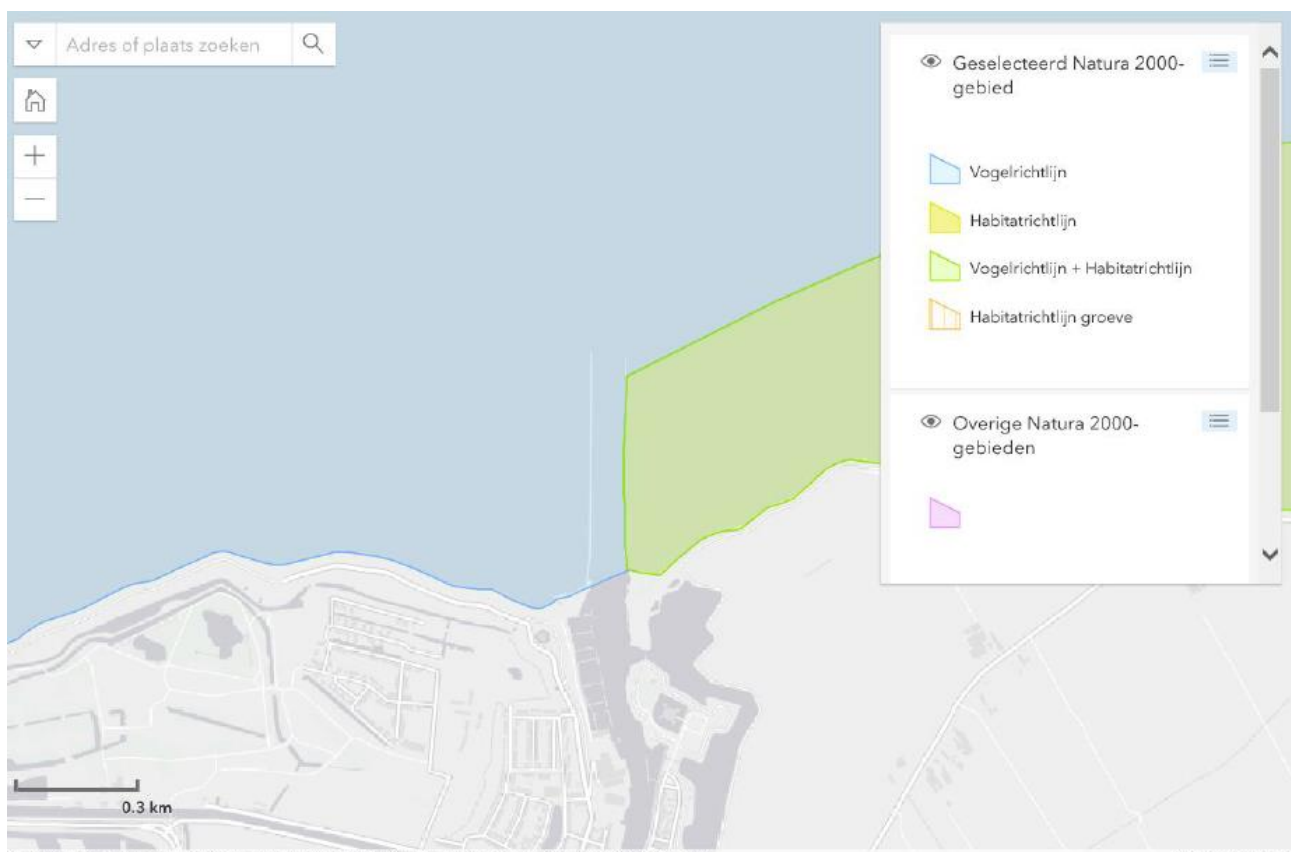 Adres of plaats zoeken
Geselecteerd Natura 2000-
gebied
Vogelrichtlijn
Habitatrichtlijn
Vogelrichtlijn + Habitatrichtlijn
Habitatrichtlijn groeve
Overige Natura 2000-
gebieden
0.3 km